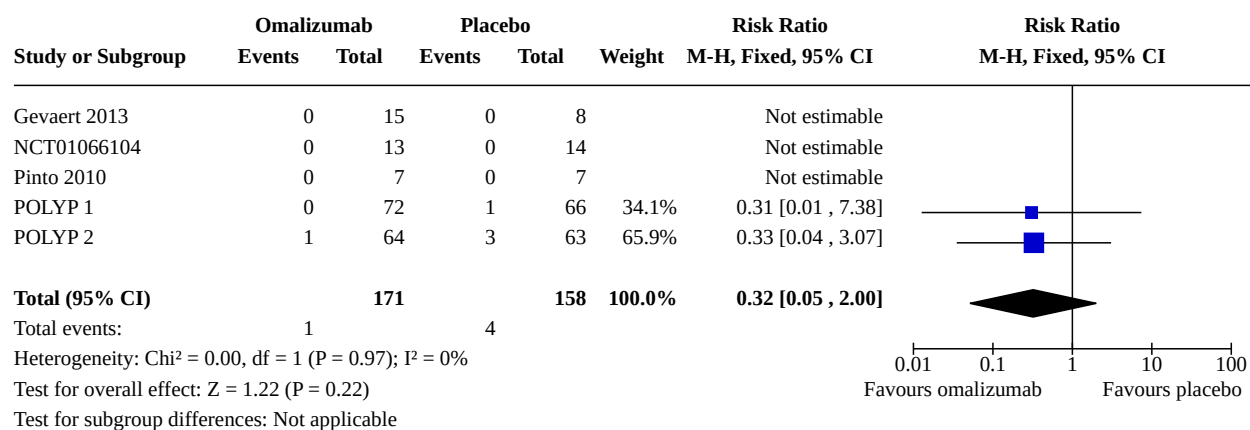 Omalizumab Placebo Risk Ratio Risk Ratio
Study or Subgroup Events Total Events Total Weight M-H, Fixed, 95% CI M-H, Fixed, 95% CI
Gevaert 2013 0 15 0 8 Not estimable
NCT01066104 0 13 0 14 Not estimable
Pinto 2010 0 7 0 7 Not estimable
POLYP 1 0 72 1 66 34.1% 0.31 [0.01 , 7.38]
POLYP 2 1 64 3 63 65.9% 0.33 [0.04 , 3.07]
Total (95% CI) 171 158 100.0% 0.32 [0.05 , 2.00]
Total events: 1 4
Heterogeneity: Chi² = 0.00, df = 1 (P = 0.97); I² = 0%
0.01 0.1 1 10 100
Test for overall effect: Z = 1.22 (P = 0.22) Favours omalizumab Favours placebo
Test for subgroup differences: Not applicable